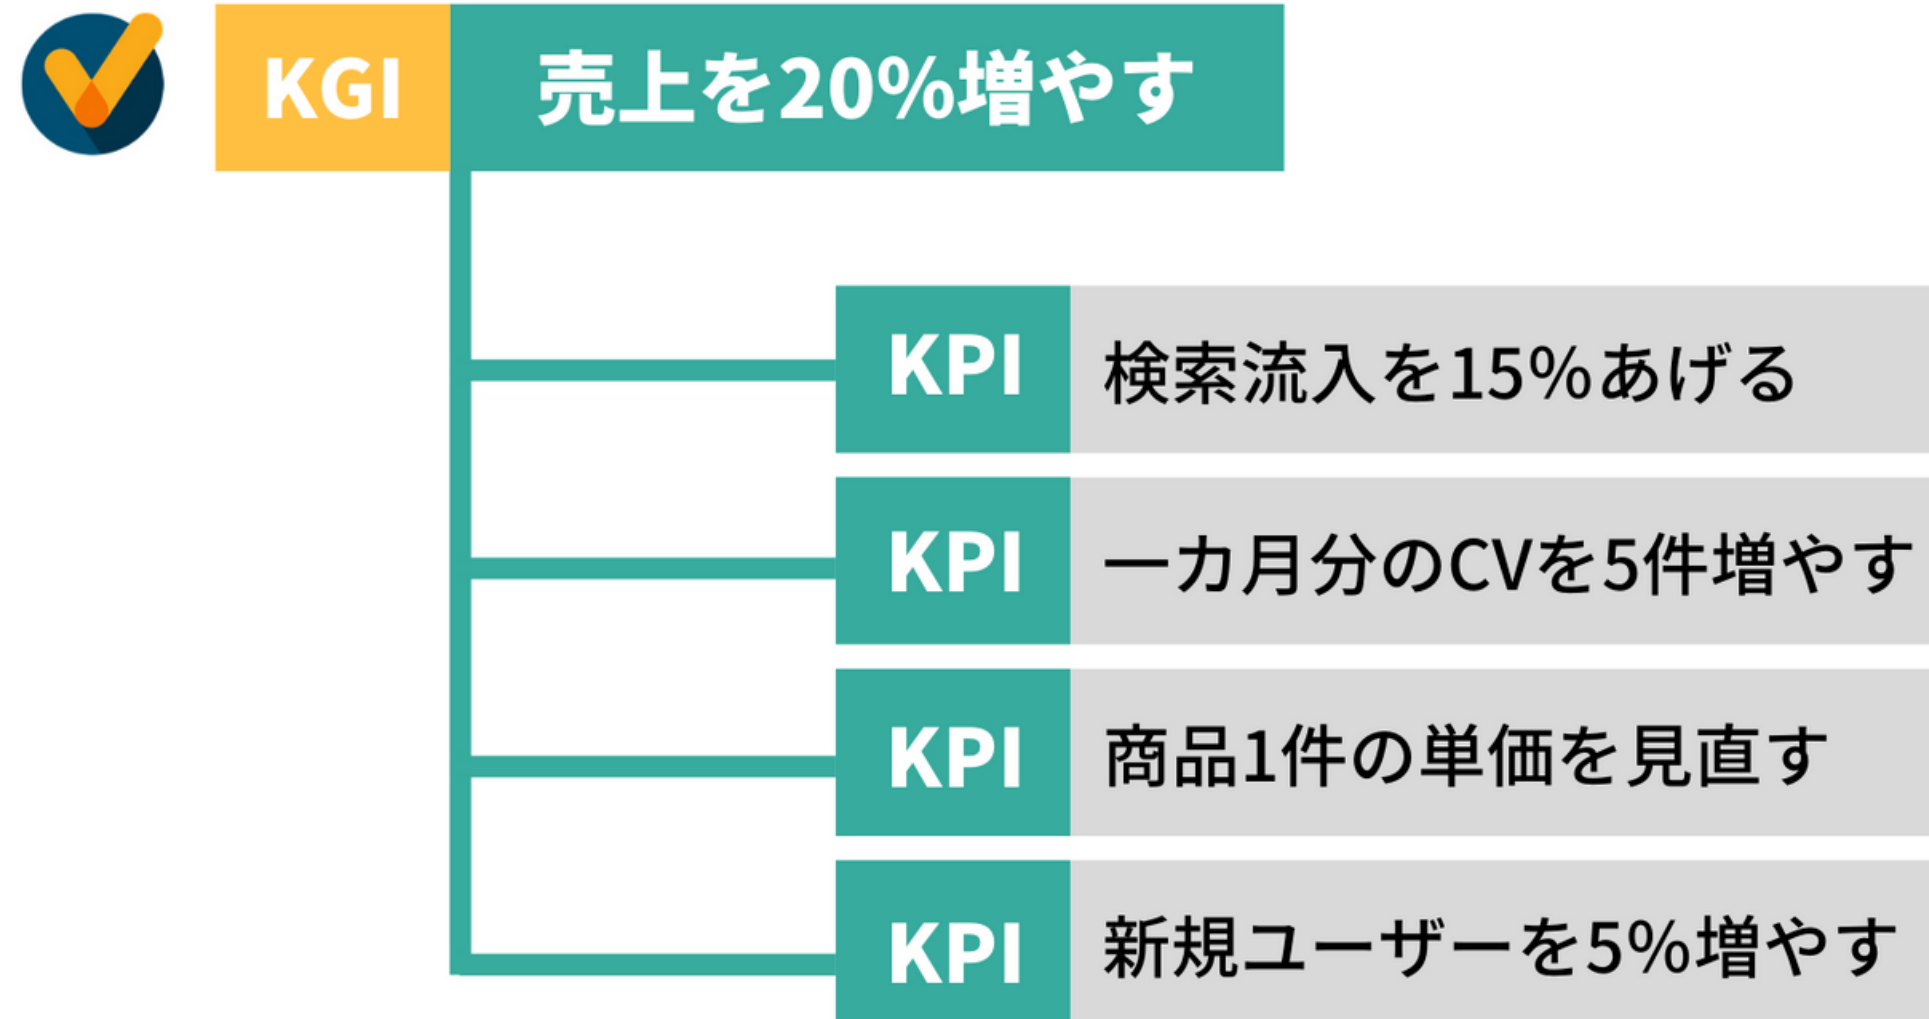 KGI 売上を20%増やす
KPI 検索流入を15%あげる
KPI 一カ月分のCVを5件増やす
KPI 商品1件の単価を見直す
KPI 新規ユーザーを5%増やす